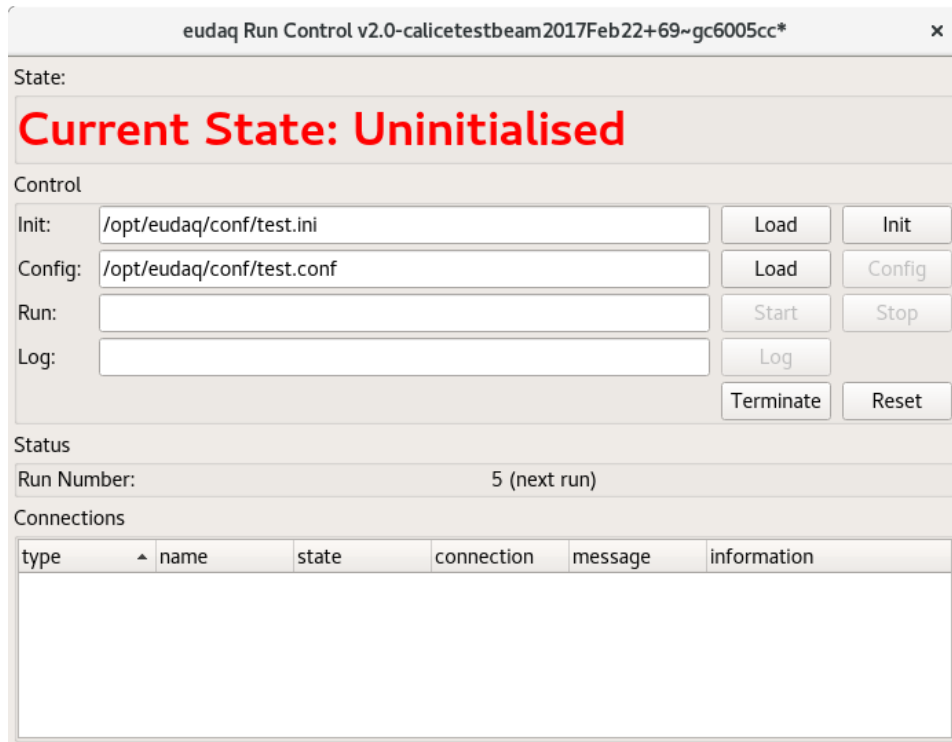 eudaq Run Control v2.0-calicetestbeam2017Feb22+69~gc6005cc* ×
State:
Current State: Uninitialised
Control
Init: /opt/eudaq/conf/test.ini Load Init
Config: /opt/eudaq/conf/test.conf Load Config
Run: Start Stop
Log: Log
Terminate Reset
Status
Run Number: 5 (next run)
Connections
type name state connection message information